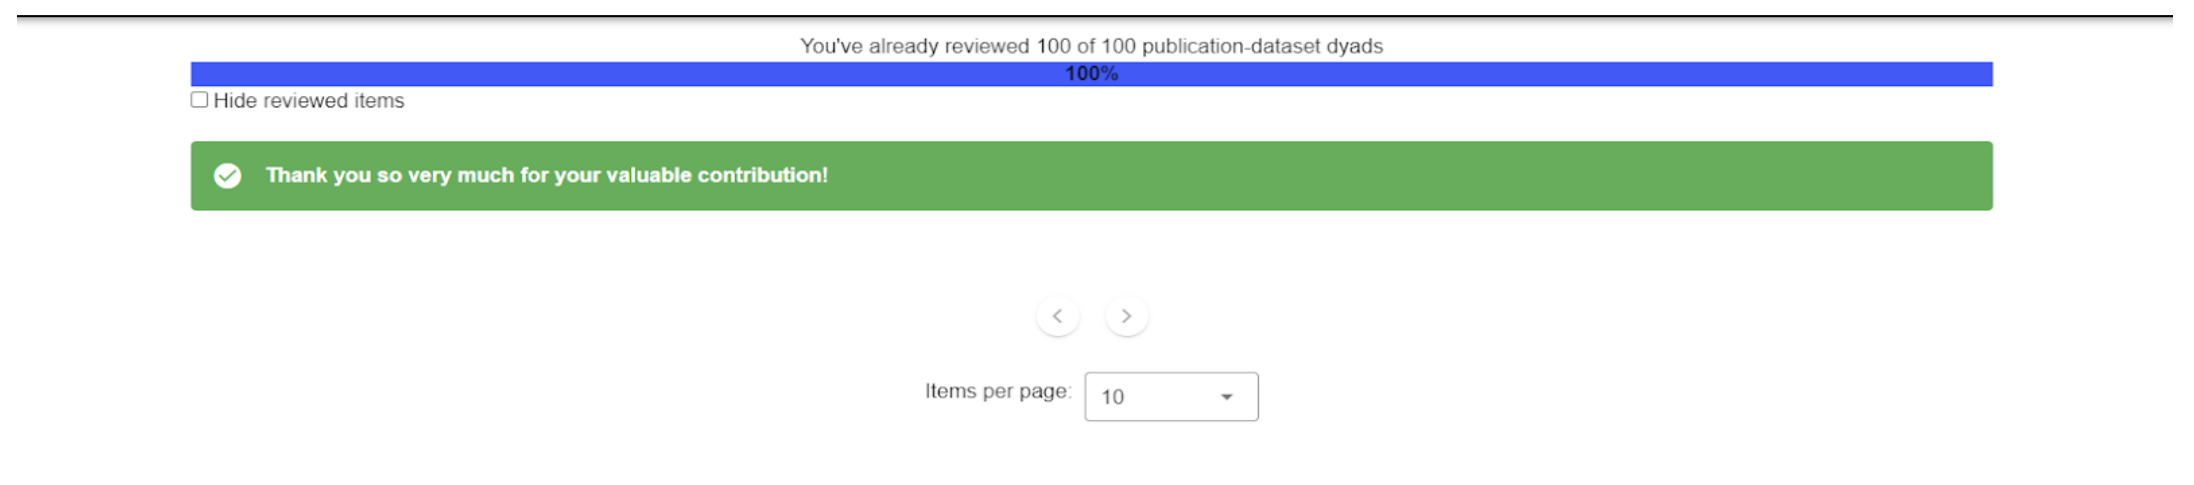 You've already reviewed 100 of 100 publication-dataset dyads
100%
Hide reviewed items
Thank you so very much for your valuable contribution!
Items per page: 10